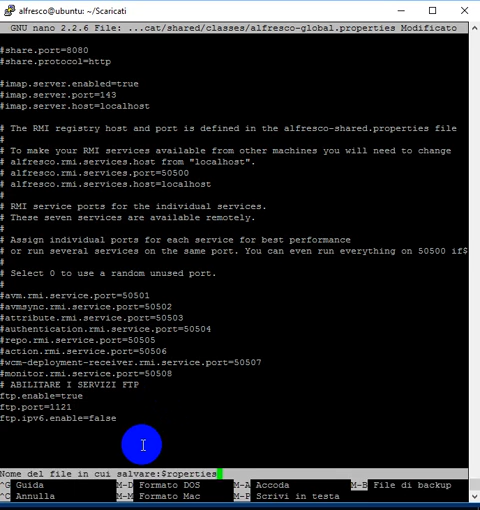 alfresco@ubuntu: ~/Scaricati
GNU nano 2.2.6 File: ...cat/shared/classes/alfresco-global.properties Modificato
#share.port=8080
#share.protocol=http
#imap.server.enabled=true
#imap.server.port=143
#imap.server.host=localhost
# The RMI registry host and port is defined in the alfresco-shared.properties file
#
# To make your RMI services available from other machines you will need to change
# alfresco.rmi.services.host from "localhost".
# alfresco.rmi.services.port=50500
# alfresco.rmi.services.host=localhost
#
# RMI service ports for the individual services.
# These seven services are available remotely.
#
# Assign individual ports for each service for best performance
# or run several services on the same port. You can even run everything on 50500 if$
#
# Select 0 to use a random unused port.
#
#avm.rmi.service.port=50501
#avmsync.rmi.service.port=50502
#attribute.rmi.service.port=50503
#authentication.rmi.service.port=50504
#repo.rmi.service.port=50505
#action.rmi.service.port=50506
#wcm-deployment-receiver.rmi.service.port=50507
#monitor.rmi.service.port=50508
# ABILITARE I SERVIZI FTP
ftp.enable=true
ftp.port=1121
ftp.ipv6.enable=false
Nome del file in cui salvare:$roperties
^G Guida M-D Formato DOS M-A Accoda M-B File di backup
^C Annulla M-M Formato Mac M-P Scrivi in testa